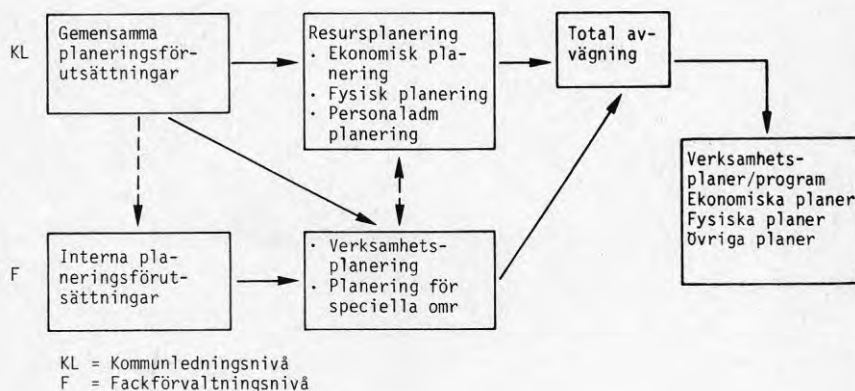 KL
Gemensamma
planeringsför-
utsättningar
Resursplanering
· Ekonomisk pla-
nering
· Fysisk planering
· Personaladm
planering
Total av-
vägning
Verksamhets-
planer/program
Ekonomiska planer
Fysiska planer
Övriga planer
F
Interna pla-
neringsförut-
sättningar
· Verksamhets-
planering
· Planering för
speciella omr
KL = Kommunledningsnivå
F = Fackförvaltningsnivå